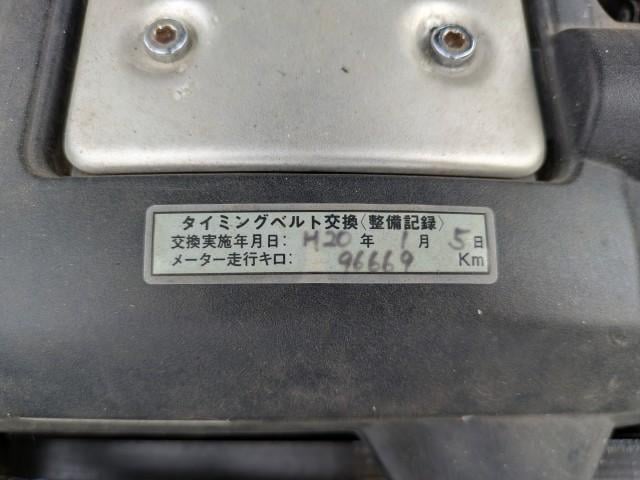 タイミングベルト交換〈整備記録〉
交換実施年月日: H20 年 1 月 5 日
メーター走行キロ: 96669 Km